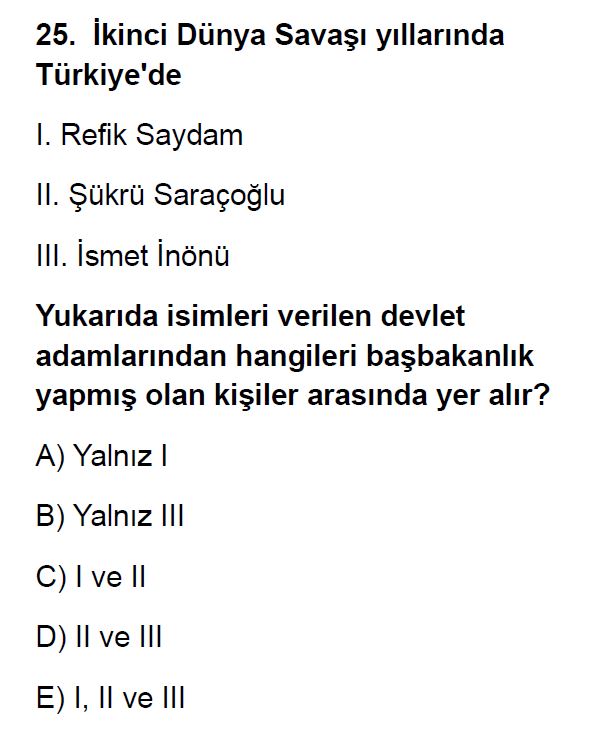 25. İkinci Dünya Savaşı yıllarında
Türkiye'de
I. Refik Saydam
II. Şükrü Saraçoğlu
III. İsmet İnönü
Yukarıda isimleri verilen devlet
adamlarından hangileri başbakanlık
yapmış olan kişiler arasında yer alır?
A) Yalnız I
B) Yalnız III
C) I ve II
D) II ve III
E) I, II ve III